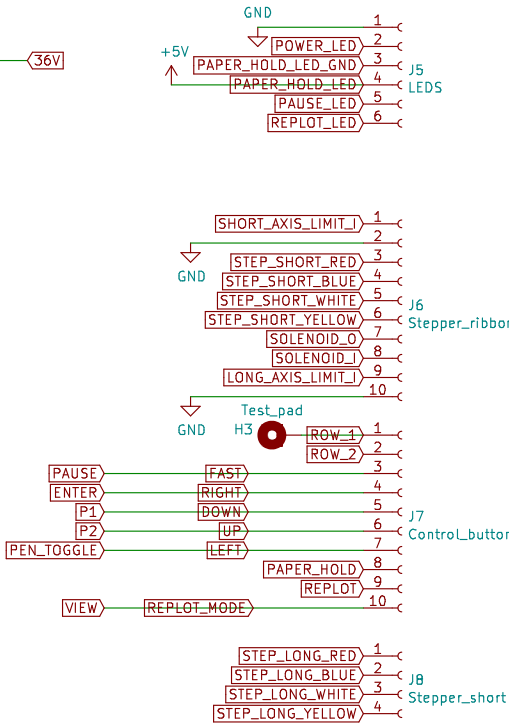 GND
1
POWER_LED 2
+5V
36V
PAPER_HOLD_LED_GND 3
J5
PAPER_HOLD_LED 4
LEDS
PAUSE_LED 5
REPLOT_LED 6
SHORT_AXIS_LIMIT_I 1
2
GND
STEP_SHORT_RED 3
STEP_SHORT_BLUE 4
STEP_SHORT_WHITE 5
J6
STEP_SHORT_YELLOW 6
Stepper_ribbon
SOLENOID_O 7
SOLENOID_I 8
LONG_AXIS_LIMIT_I 9
10
GND
Test_pad
H3
ROW_1 1
ROW_2 2
PAUSE FAST 3
ENTER RIGHT 4
P1 DOWN 5
J7
P2 UP 6
Control_button
PEN_TOGGLE LEFT 7
PAPER_HOLD 8
REPLOT 9
VIEW REPLOT_MODE 10
STEP_LONG_RED 1
STEP_LONG_BLUE 2
J8
STEP_LONG_WHITE 3
Stepper_short
STEP_LONG_YELLOW 4